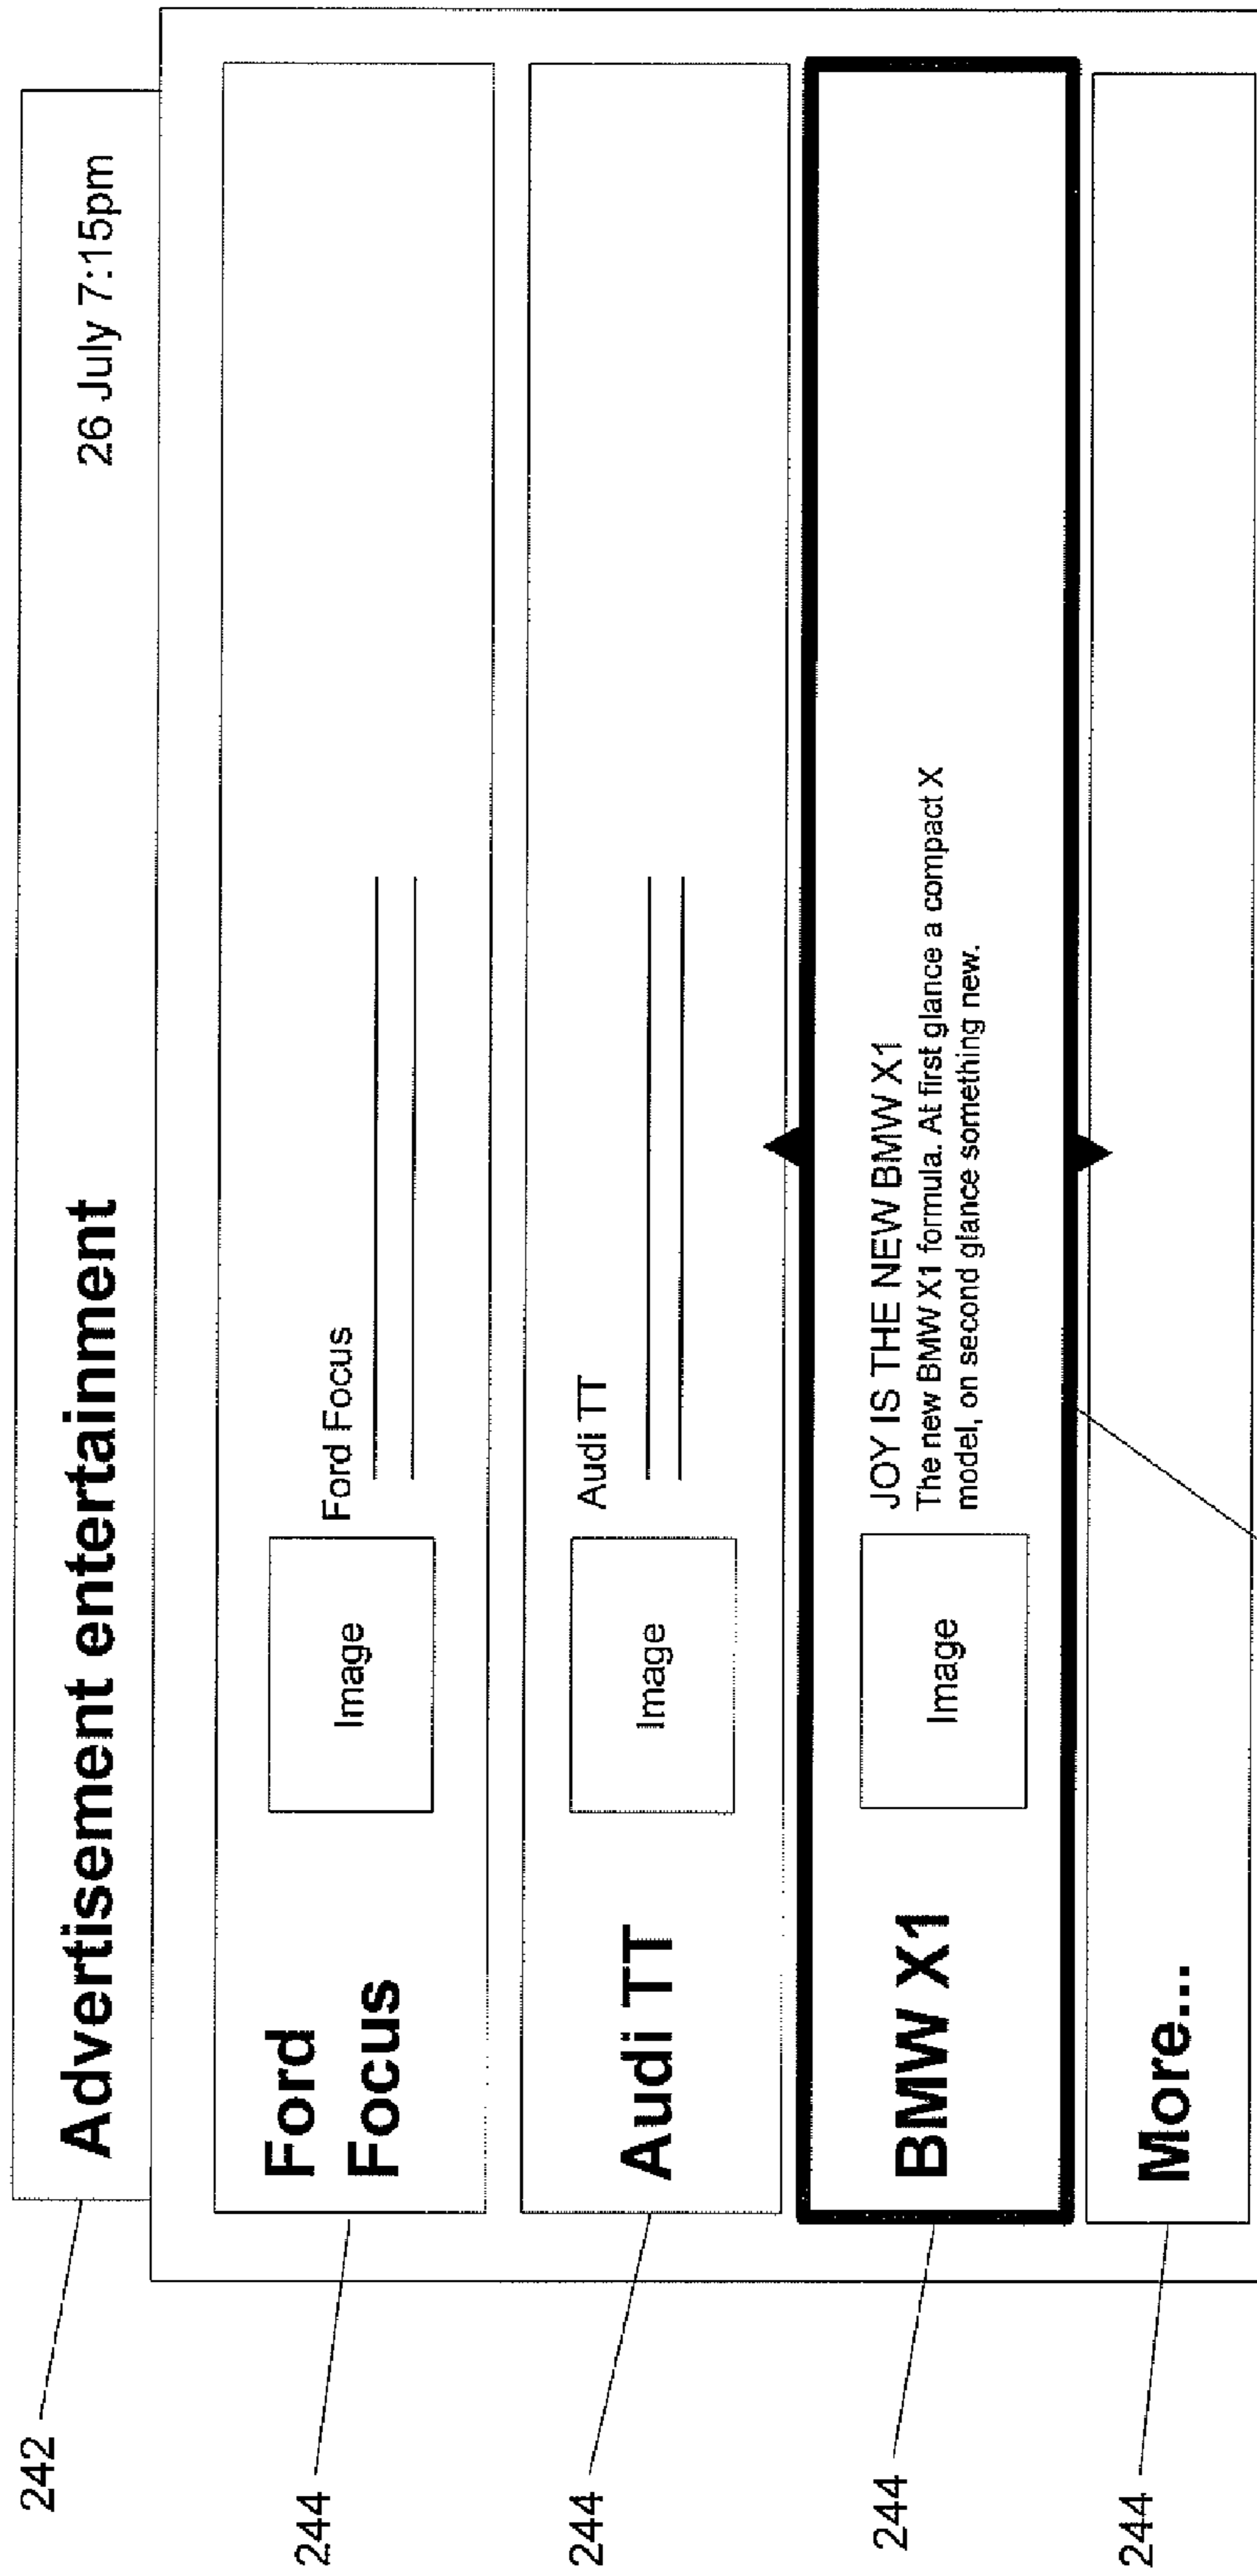 242
Advertisement entertainment
26 July 7:15pm
244
Ford
Focus
Image
Ford Focus
244
Audi TT
Image
Audi TT
244
BMW X1
Image
JOY IS THE NEW BMW X1
The new BMW X1 formula. At first glance a compact X
model, on second glance something new.
244
More...